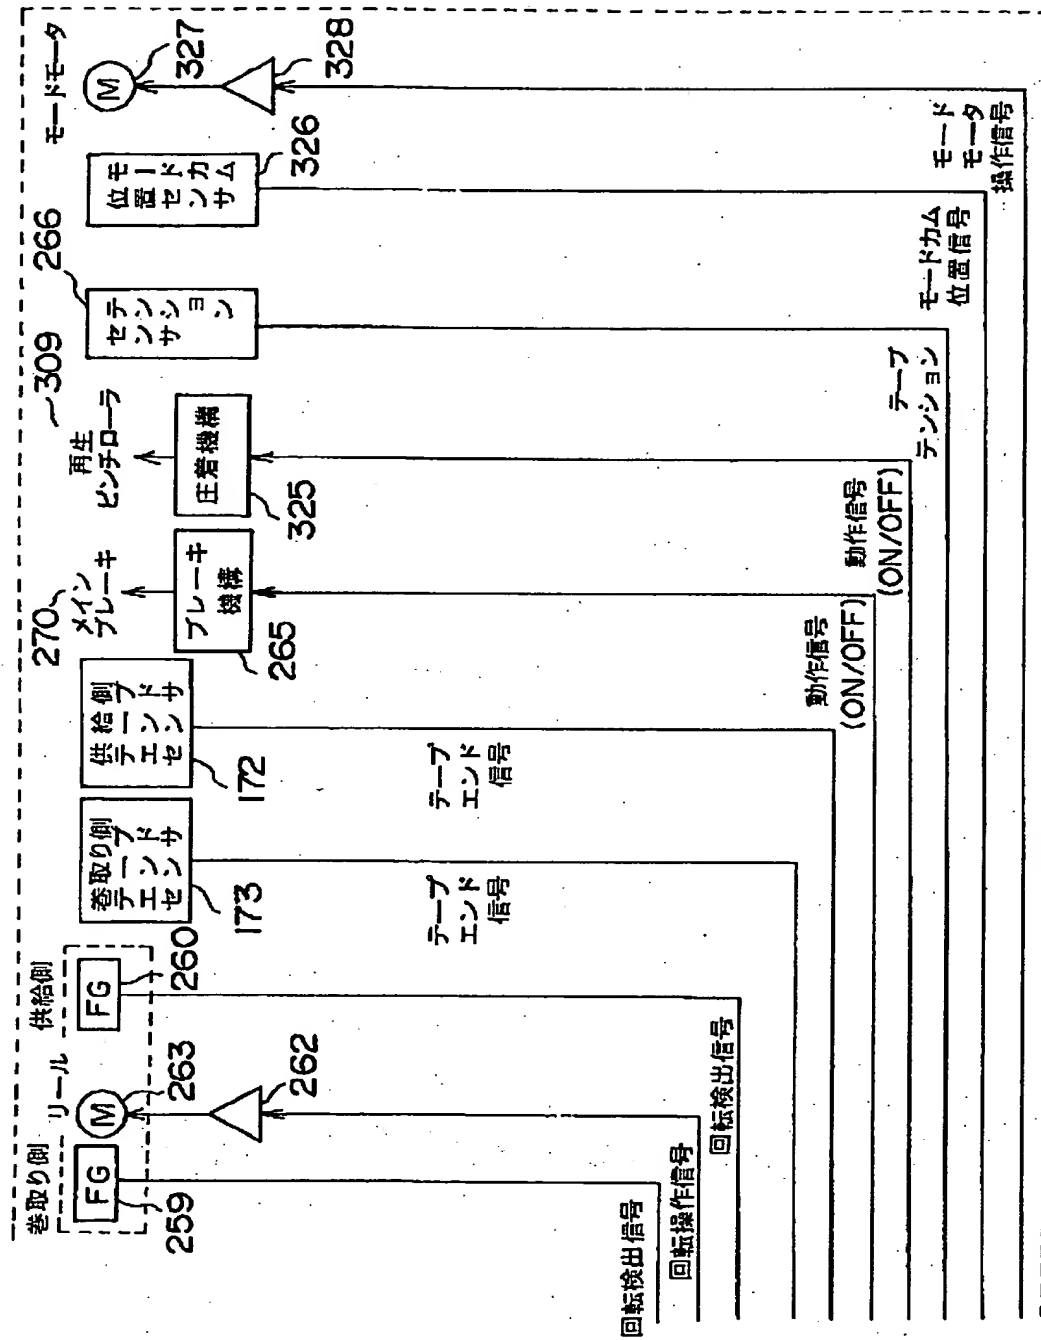 巻取り側
リール
供給側
FG
259
M
263
FG
260
262
巻取り側
テープ
エンド
センサ
173
供給側
テープ
エンド
センサ
172
270
メイン
ブレーキ
ブレーキ
機構
265
再生
ピンチローラ
圧着機構
325
309
266
テンション
センサ
モードカム
位置
センサ
326
モードモータ
M
327
328
テープ
エンド
信号
テープ
エンド
信号
回転検出信号
回転操作信号
回転検出信号
動作信号
(ON/OFF)
動作信号
(ON/OFF)
テープ
テンション
モードカム
位置信号
モード
モータ
操作信号